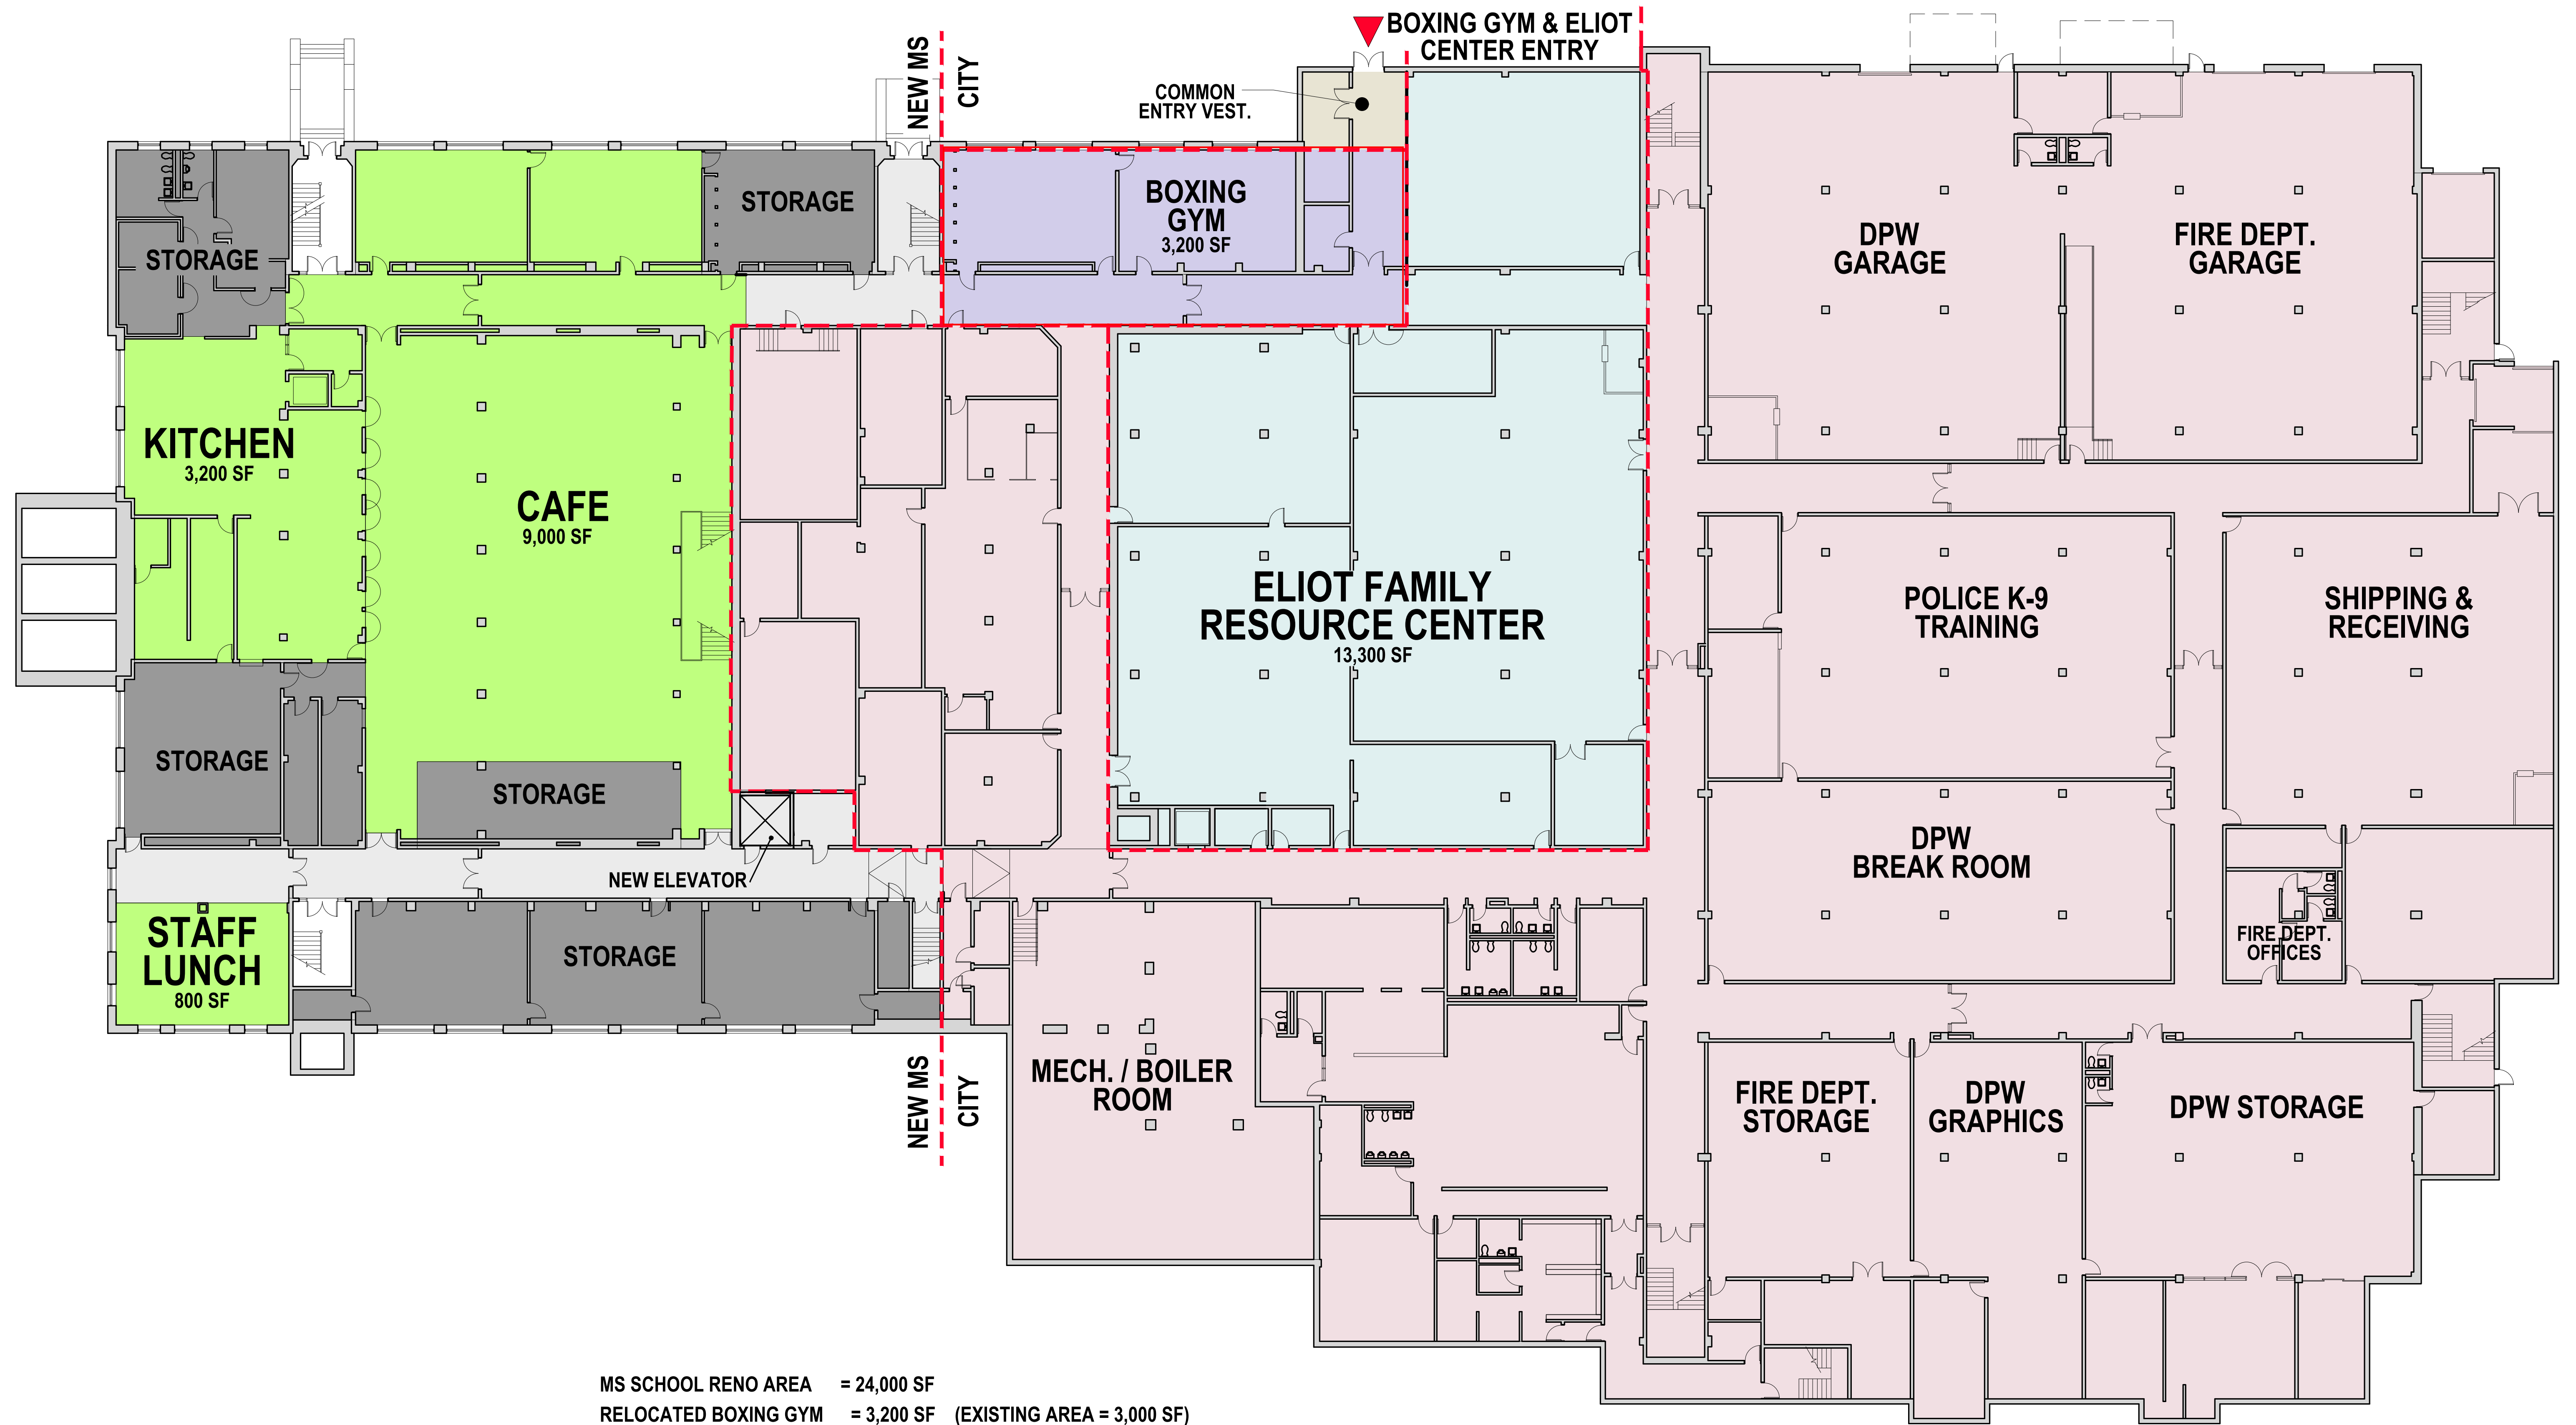 BOXING GYM & ELIOT
CENTER ENTRY
NEW MS
CITY
COMMON
ENTRY VEST.
STORAGE
BOXING
GYM
3,200 SF
STORAGE
DPW
GARAGE
FIRE DEPT.
GARAGE
KITCHEN
3,200 SF
CAFE
9,000 SF
ELIOT FAMILY
RESOURCE CENTER
13,300 SF
POLICE K-9
TRAINING
SHIPPING &
RECEIVING
STORAGE
STORAGE
DPW
BREAK ROOM
NEW ELEVATOR
STAFF
LUNCH
800 SF
STORAGE
FIRE DEPT.
OFFICES
NEW MS
CITY
MECH. / BOILER
ROOM
FIRE DEPT.
STORAGE
DPW
GRAPHICS
DPW STORAGE
MS SCHOOL RENO AREA = 24,000 SF
RELOCATED BOXING GYM = 3,200 SF (EXISTING AREA = 3,000 SF)